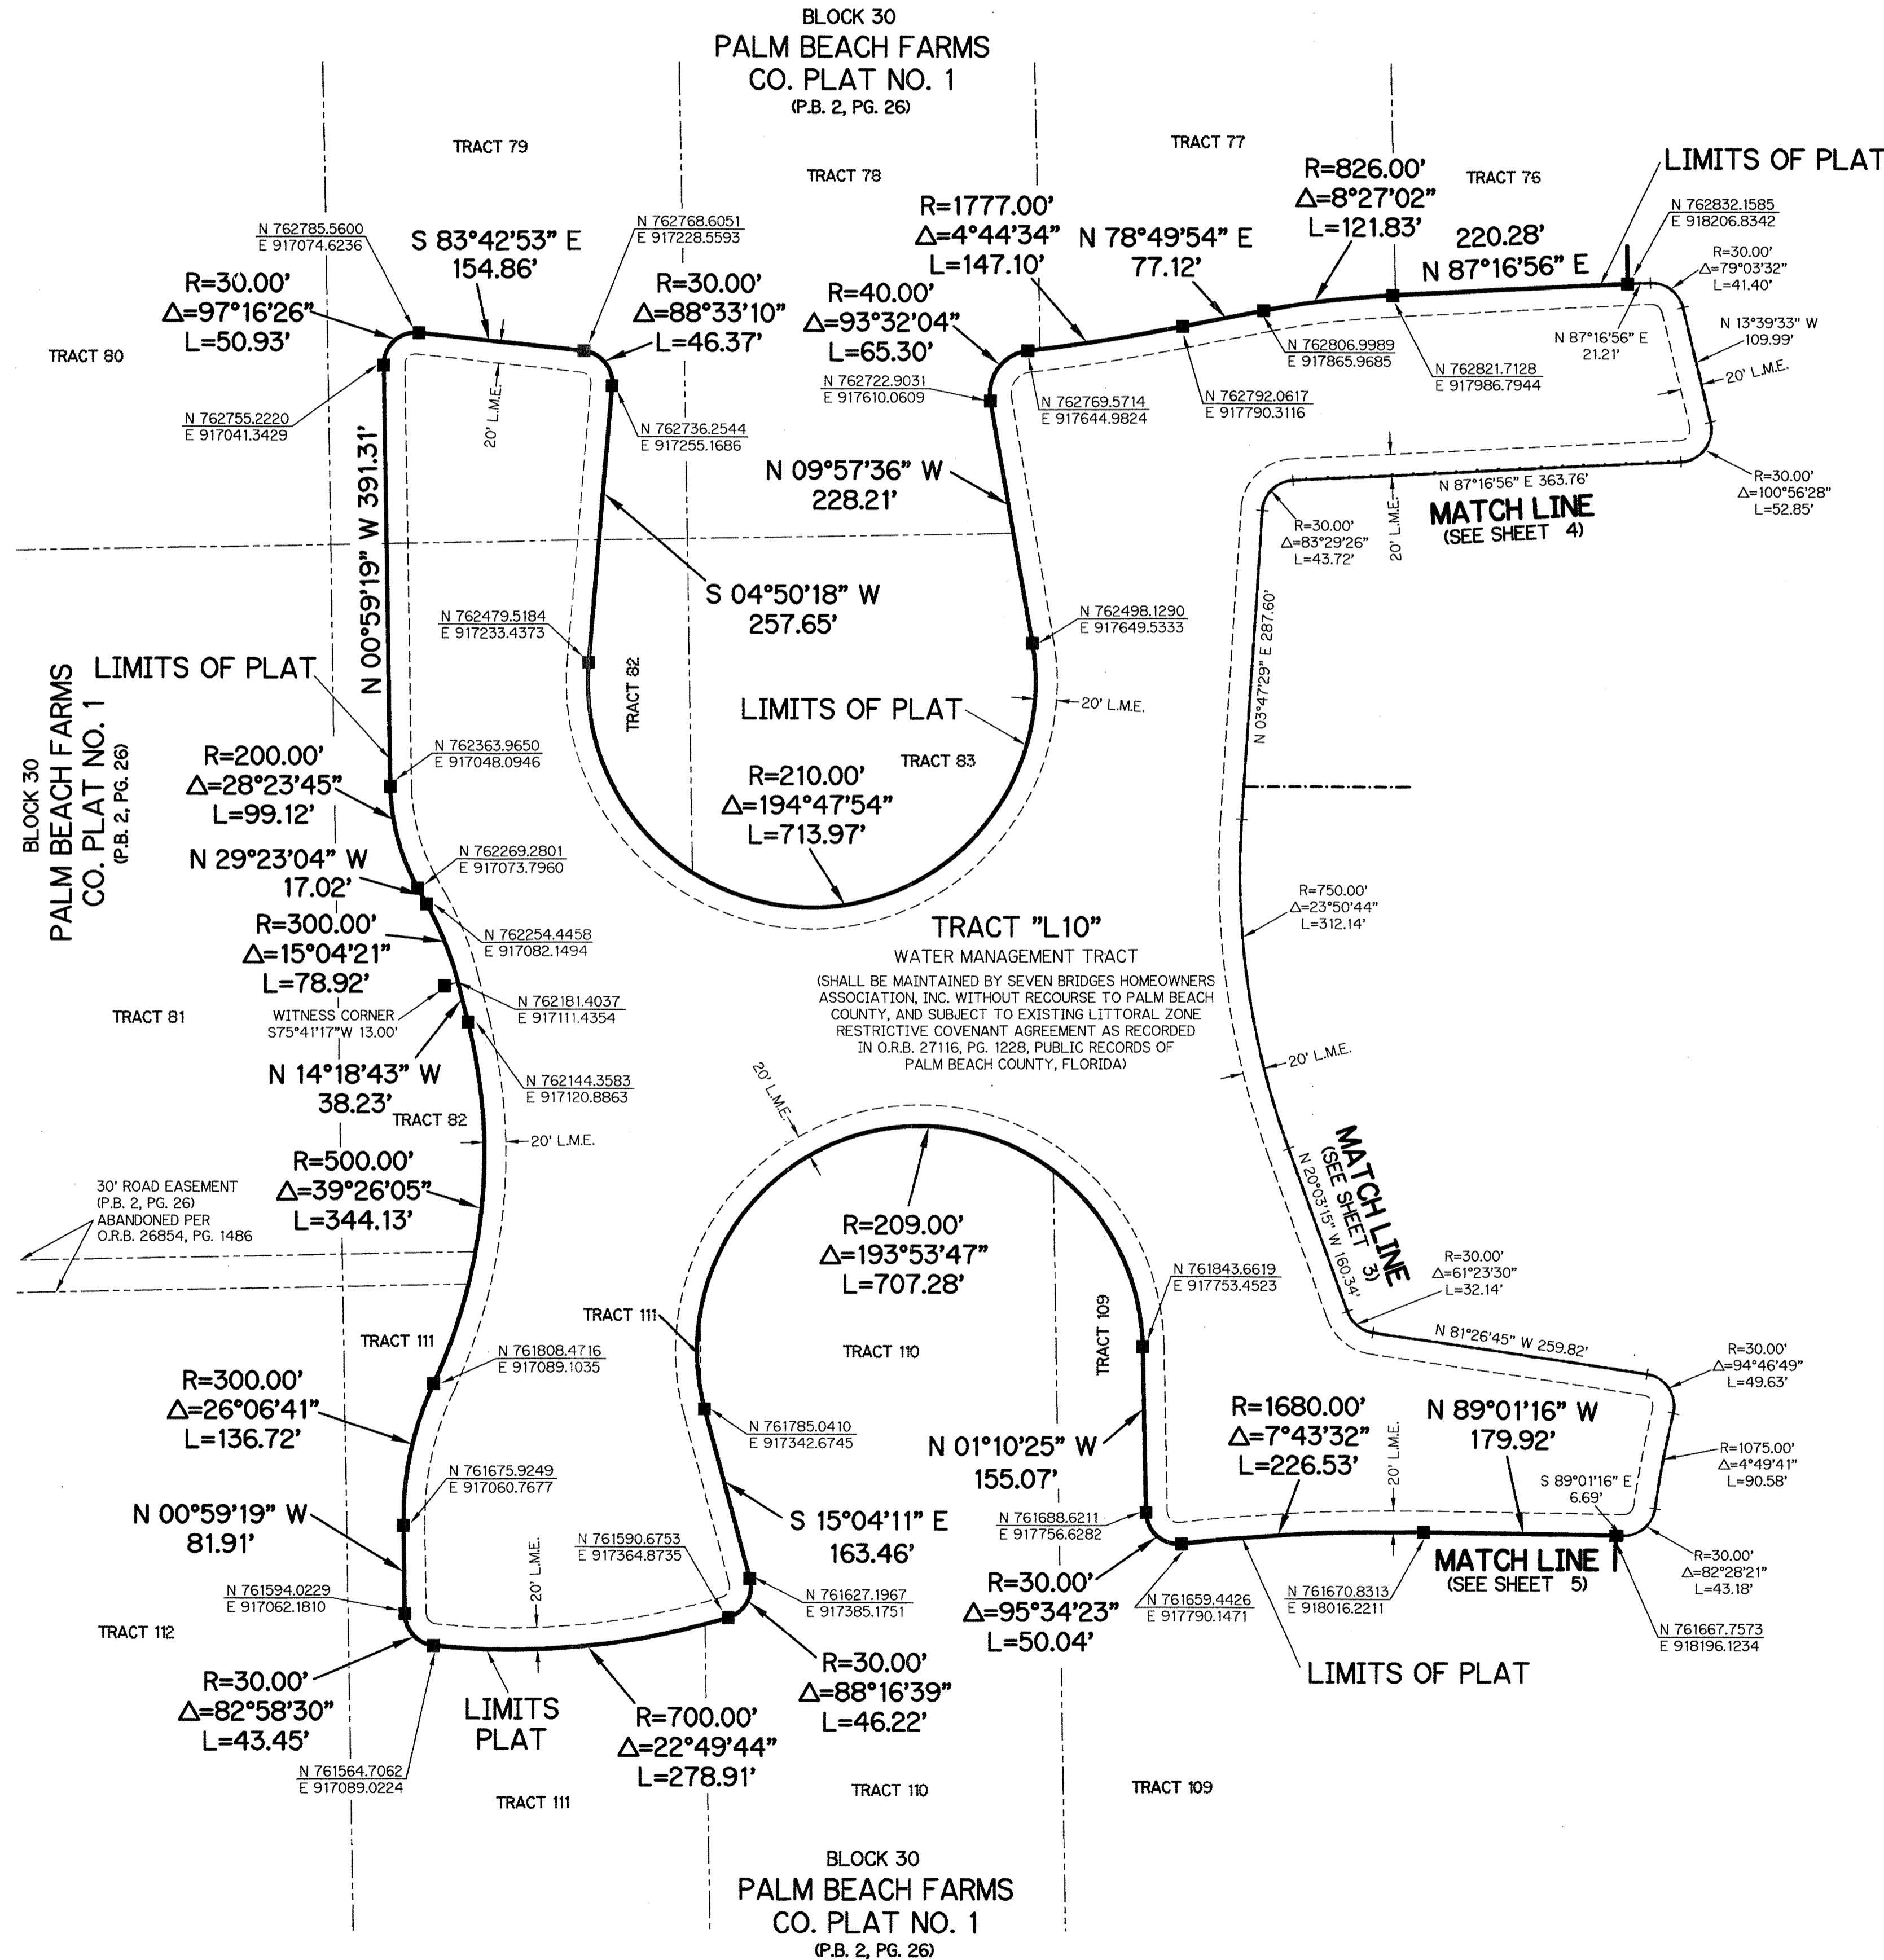 BLOCK 30
PALM BEACH FARMS
CO. PLAT NO. 1
(P.B. 2, PG. 26)
TRACT 79
TRACT 78
TRACT 77
TRACT 76
LIMITS OF PLAT
N 762832.1585
E 918206.8342
R=826.00'
Δ=8°27'02"
L=121.83'
220.28'
N 87°16'56" E
R=30.00'
Δ=79°03'32"
L=41.40'
N 13°39'33" W
109.99'
20' L.M.E.
N 87°16'56" E
21.21'
R=1777.00'
Δ=4°44'34"
L=147.10'
N 78°49'54" E
77.12'
N 762785.5600
E 917074.6236
S 83°42'53" E
154.86'
N 762768.6051
E 917228.5593
R=30.00'
Δ=97°16'26"
L=50.93'
R=30.00'
Δ=88°33'10"
L=46.37'
R=40.00'
Δ=93°32'04"
L=65.30'
TRACT 80
N 762722.9031
E 917610.0609
N 762769.5714
E 917644.9824
N 762792.0617
E 917790.3116
N 762806.9989
E 917865.9685
N 762821.7128
E 917986.7944
N 762755.2220
E 917041.3429
20' L.M.E.
N 762736.2544
E 917255.1686
N 00°59'19" W 391.31'
N 09°57'36" W
228.21'
N 87°16'56" E 363.76'
MATCH LINE
(SEE SHEET 4)
R=30.00'
Δ=100°56'28"
L=52.85'
R=30.00'
Δ=83°29'26"
L=43.72'
20' L.M.E.
S 04°50'18" W
257.65'
N 762479.5184
E 917233.4373
N 762498.1290
E 917649.5333
N 03°47'29" E 287.60'
LIMITS OF PLAT
BLOCK 30
PALM BEACH FARMS
CO. PLAT NO. 1
(P.B. 2, PG. 26)
TRACT 82
LIMITS OF PLAT
20' L.M.E.
TRACT 83
N 762363.9650
E 917048.0946
R=200.00'
Δ=28°23'45"
L=99.12'
R=210.00'
Δ=194°47'54"
L=713.97'
N 29°23'04" W
17.02'
N 762269.2801
E 917073.7960
R=300.00'
Δ=15°04'21"
L=78.92'
N 762254.4458
E 917082.1494
R=750.00'
Δ=23°50'44"
L=312.14'
TRACT "L10"
WATER MANAGEMENT TRACT
(SHALL BE MAINTAINED BY SEVEN BRIDGES HOMEOWNERS
ASSOCIATION, INC. WITHOUT RECOURSE TO PALM BEACH
COUNTY, AND SUBJECT TO EXISTING LITTORAL ZONE
RESTRICTIVE COVENANT AGREEMENT AS RECORDED
IN O.R.B. 27116, PG. 1228, PUBLIC RECORDS OF
PALM BEACH COUNTY, FLORIDA)
TRACT 81
WITNESS CORNER
S75°41'17"W 13.00'
N 762181.4037
E 917111.4354
N 14°18'43" W
38.23'
N 762144.3583
E 917120.8863
TRACT 82
20' L.M.E.
20' L.M.E.
20' L.M.E.
R=500.00'
Δ=39°26'05"
L=344.13'
30' ROAD EASEMENT
(P.B. 2, PG. 26)
ABANDONED PER
O.R.B. 26854, PG. 1486
MATCH LINE
(SEE SHEET 3)
N 20°03'15" W 160.34'
R=209.00'
Δ=193°53'47"
L=707.28'
N 761843.6619
E 917753.4523
R=30.00'
Δ=61°23'30"
L=32.14'
TRACT 111
TRACT 111
TRACT 110
TRACT 109
N 81°26'45" W 259.82'
N 761808.4716
E 917089.1035
R=300.00'
Δ=26°06'41"
L=136.72'
R=30.00'
Δ=94°46'49"
L=49.63'
N 761785.0410
E 917342.6745
R=1680.00'
Δ=7°43'32"
L=226.53'
N 89°01'16" W
179.92'
N 01°10'25" W
155.07'
20' L.M.E.
R=1075.00'
Δ=4°49'41"
L=90.58'
N 761675.9249
E 917060.7677
S 89°01'16" E
6.69'
N 00°59'19" W
81.91'
S 15°04'11" E
163.46'
N 761688.6211
E 917756.6282
20' L.M.E.
N 761590.6753
E 917364.8735
MATCH LINE
(SEE SHEET 5)
R=30.00'
Δ=82°28'21"
L=43.18'
N 761594.0229
E 917062.1810
N 761627.1967
E 917385.1751
R=30.00'
Δ=95°34'23"
L=50.04'
N 761659.4426
E 917790.1471
N 761670.8313
E 918016.2211
N 761667.7573
E 918196.1234
TRACT 112
LIMITS OF PLAT
R=30.00'
Δ=82°58'30"
L=43.45'
LIMITS
PLAT
R=30.00'
Δ=88°16'39"
L=46.22'
R=700.00'
Δ=22°49'44"
L=278.91'
N 761564.7062
E 917089.0224
TRACT 111
TRACT 110
TRACT 109
BLOCK 30
PALM BEACH FARMS
CO. PLAT NO. 1
(P.B. 2, PG. 26)